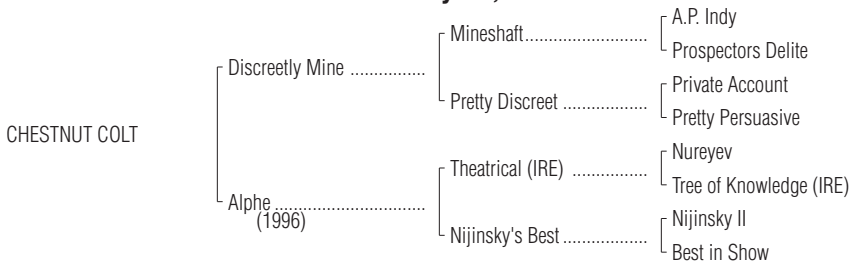 A.P. Indy
Mineshaft
Prospectors Delite
Discreetly Mine
Private Account
Pretty Discreet
Pretty Persuasive
CHESTNUT COLT
Nureyev
Theatrical (IRE)
Tree of Knowledge (IRE)
Alphe
(1996)
Nijinsky II
Nijinsky's Best
Best in Show